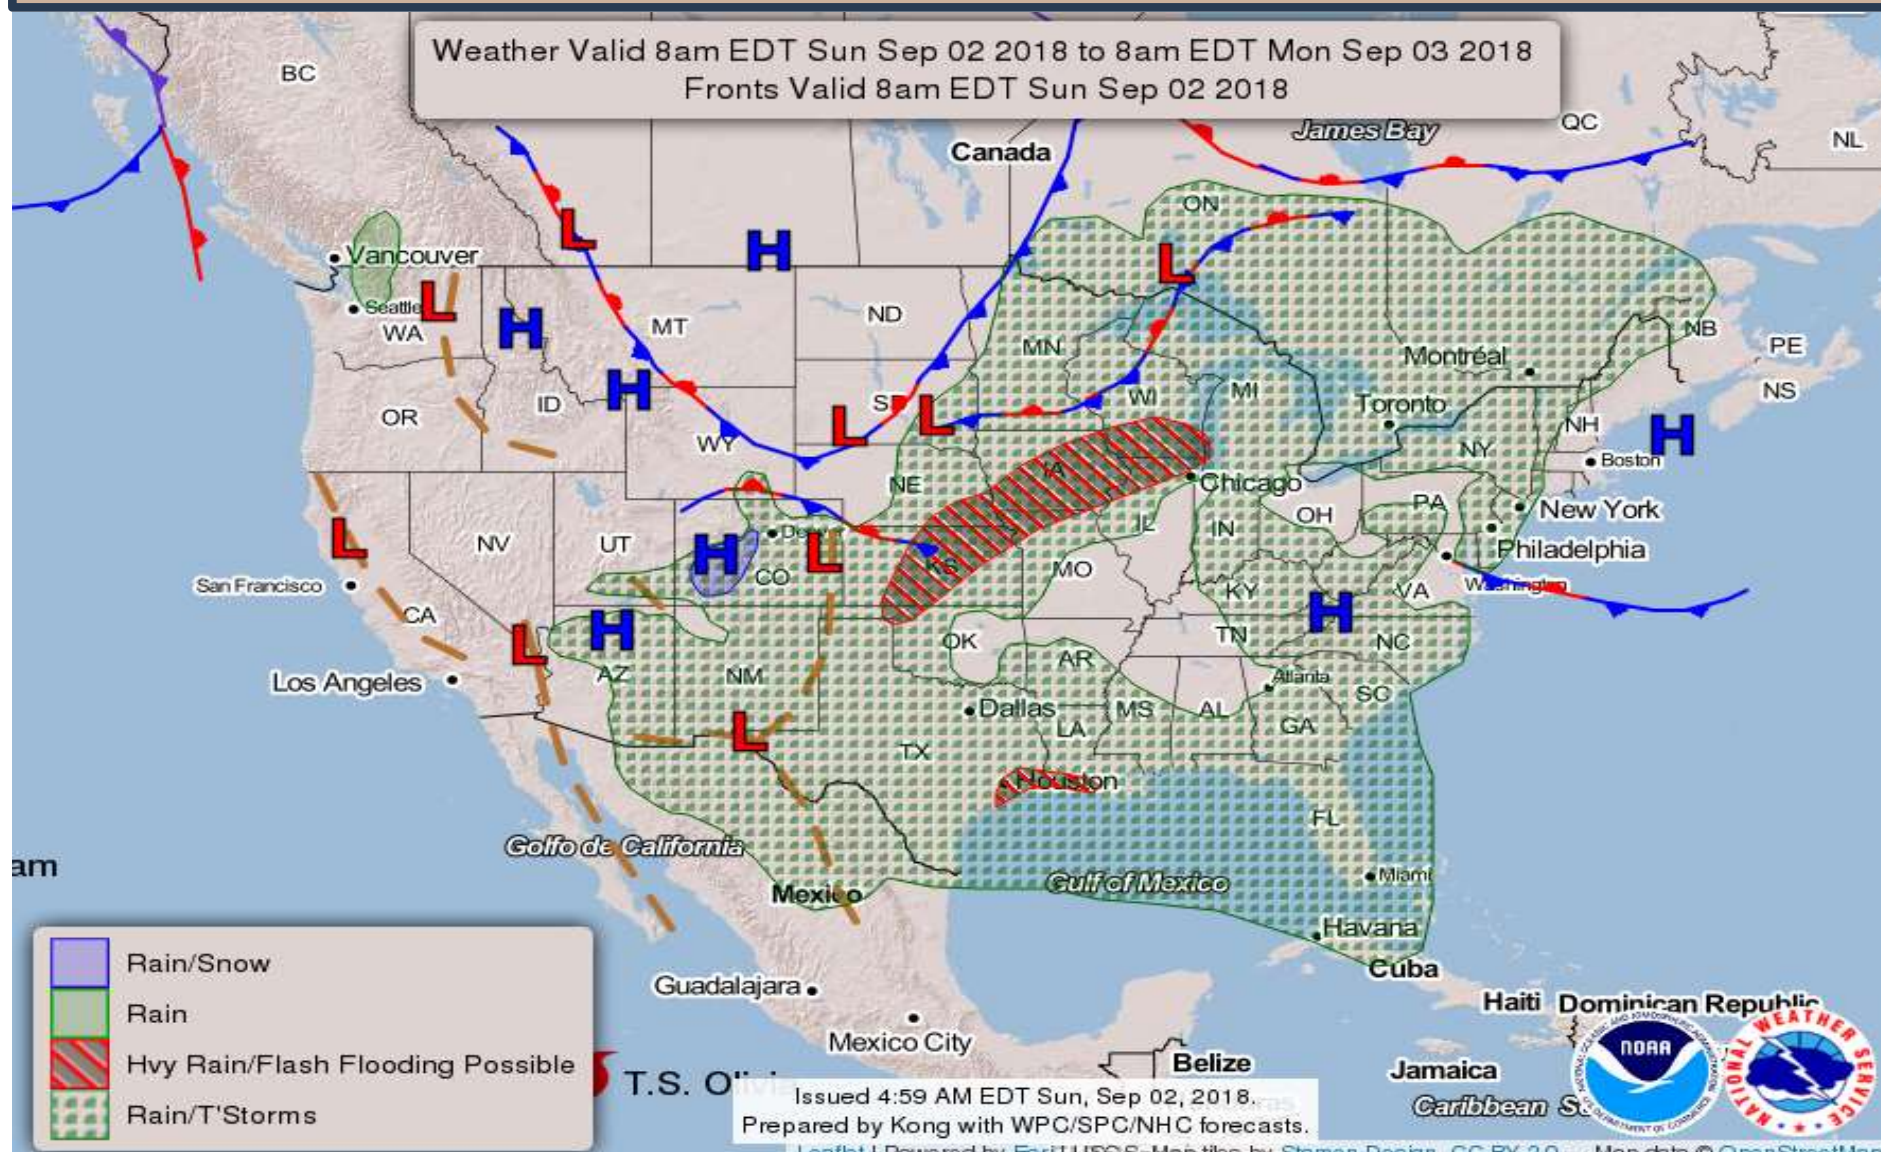 Weather Valid 8am EDT Sun Sep 02 2018 to 8am EDT Mon Sep 03 2018
Fronts Valid 8am EDT Sun Sep 02 2018
BC
James Bay
QC
NL
Canada
ON
H
L
Vancouver
L
L
Seattle
H
WA
MT
ND
MN
NB
PE
Montréal
NS
H
OR
ID
WY
L
L
WI
MI
Toronto
NH
H
NY
Boston
NE
IA
Chicago
PA
New York
L
NV
UT
H
L
CO
KS
MO
IL
IN
OH
Philadelphia
San Francisco
CA
KY
VA
Washington
L
H
AZ
NM
OK
AR
TN
H
NC
Los Angeles
Atlanta
SC
L
Dallas
LA
MS
AL
GA
TX
Houston
FL
Golfo de California
am
Mexico
Gulf of Mexico
Miami
Havana
Cuba
Rain/Snow
Rain
Hvy Rain/Flash Flooding Possible
Rain/T'Storms
Guadalajara
Mexico City
Haiti
Dominican Republic
Belize
Jamaica
T.S. Olivia
Caribbean
NOAA
NATIONAL WEATHER SERVICE
Issued 4:59 AM EDT Sun, Sep 02, 2018.
Prepared by Kong with WPC/SPC/NHC forecasts.